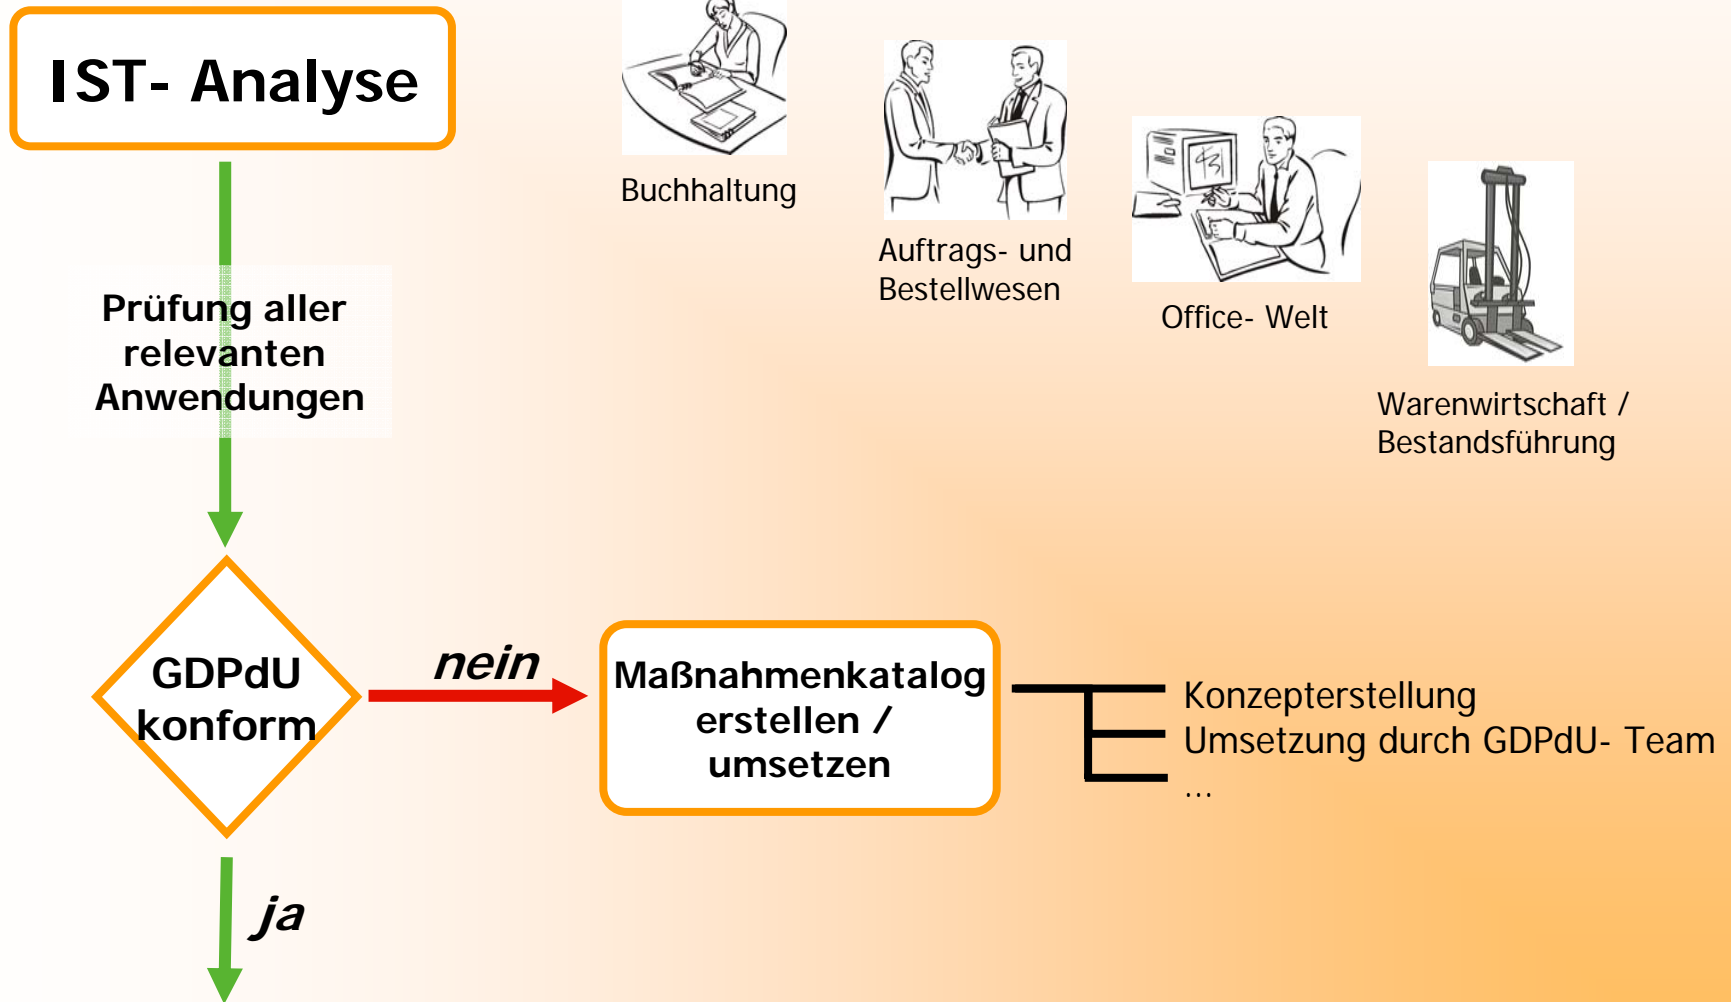 IST- Analyse
Buchhaltung
Auftrags- und
Bestellwesen
Office- Welt
Warenwirtschaft /
Bestandsführung
Prüfung aller
relevanten
Anwendungen
GDPdU
konform
nein
Maßnahmenkatalog
erstellen /
umsetzen
Konzepterstellung
Umsetzung durch GDPdU- Team
...
ja